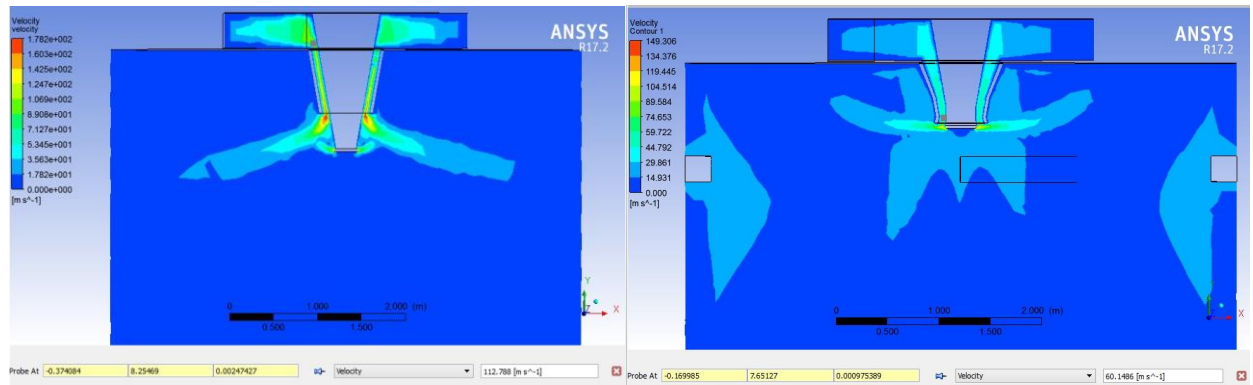 Velocity
velocity
1.782e+002
1.603e+002
1.425e+002
1.247e+002
1.069e+002
8.908e+001
7.127e+001
5.345e+001
3.563e+001
1.782e+001
0.000e+000
[m s^-1]
ANSYS
R17.2
0 1.000 2.000 (m)
0.500 1.500
Y
X
Z
Probe At -0.374084 8.25469 0.00247427 Velocity 112.788 [m s^-1]
Velocity
Contour 1
149.306
134.376
119.445
104.514
89.584
74.653
59.722
44.792
29.861
14.931
0.000
[m s^-1]
ANSYS
R17.2
0 1.000 2.000 (m)
0.500 1.500
X
Probe At -0.169985 7.65127 0.000975389 Velocity 60.1486 [m s^-1]